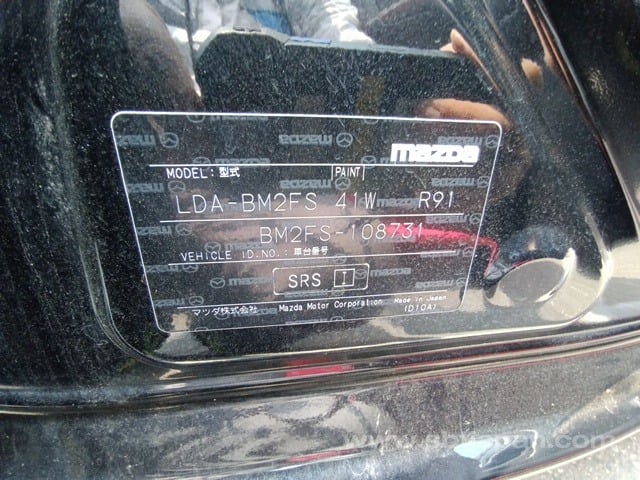 mazda
MODEL: 型式 PAINT
LDA-BM2FS 41W R91
BM2FS-108731
VEHICLE ID.NO.: 車台番号
SRS I
マツダ株式会社 Mazda Motor Corporation Made in Japan
(D10A)